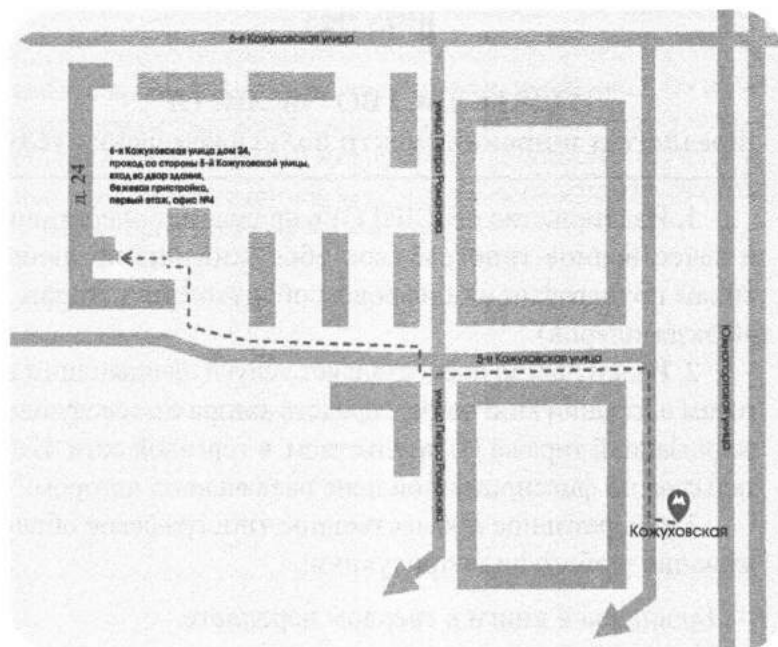 6-я Кожуховская улица
6-я Кожуховская улица дом 24,
проход со стороны 5-й Кожуховской улицы,
вход во двор здания,
бежевая пристройка,
первый этаж, офис №4
д. 24
улица Петра Романова
5-я Кожуховская улица
Южнопортовая улица
улица Петра Романова
Кожуховская